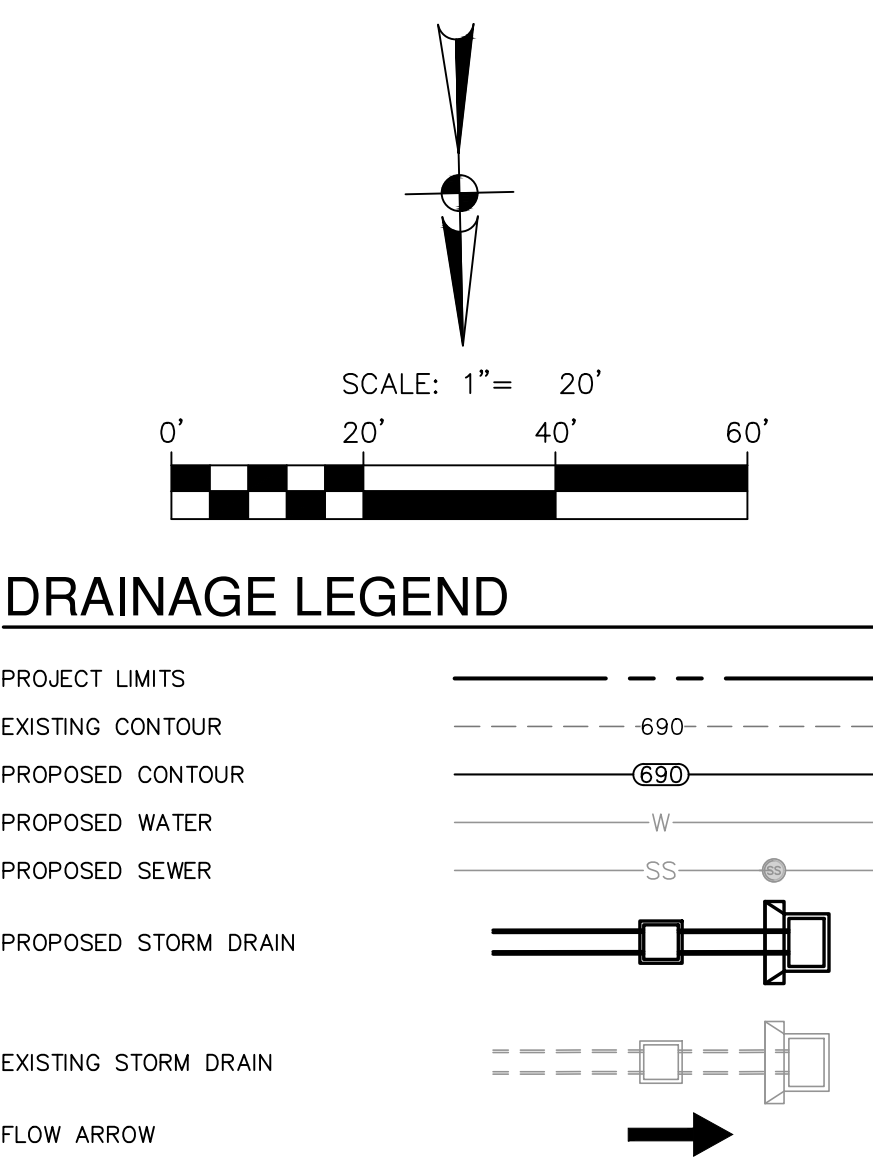 SCALE: 1"= 20'
0' 20' 40' 60'
DRAINAGE LEGEND
PROJECT LIMITS
EXISTING CONTOUR 690
PROPOSED CONTOUR 690
PROPOSED WATER W
PROPOSED SEWER SS SS
PROPOSED STORM DRAIN
EXISTING STORM DRAIN
FLOW ARROW